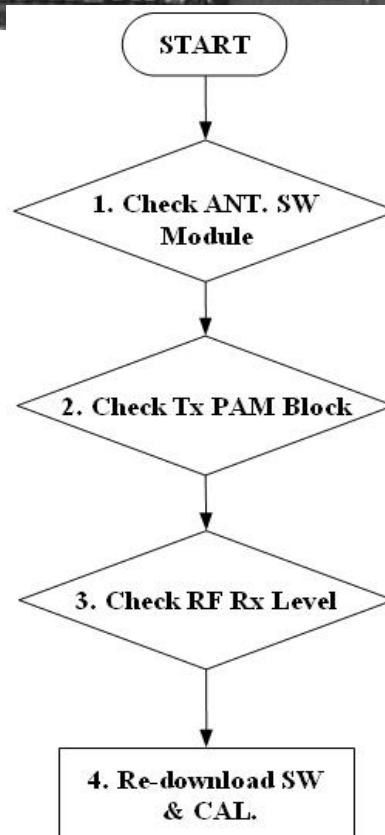 START
1. Check ANT. SW
Module
2. Check Tx PAM Block
3. Check RF Rx Level
4. Re-download SW
& CAL.